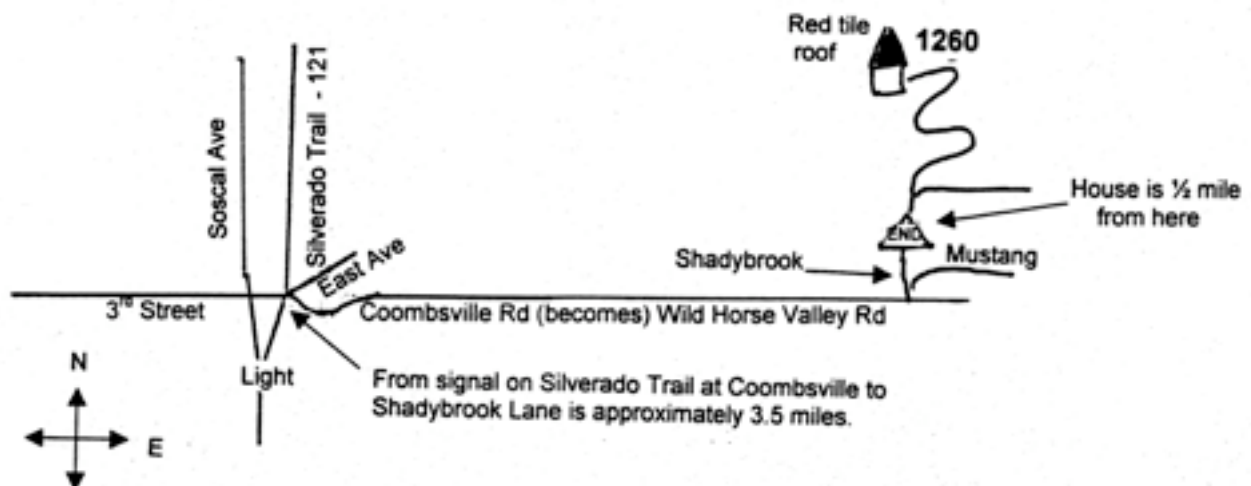 Red tile
roof
1260
Soscal Ave
Silverado Trail - 121
East Ave
House is ½ mile
from here
END
Shadybrook
Mustang
3rd Street
Coombsville Rd (becomes) Wild Horse Valley Rd
Light
From signal on Silverado Trail at Coombsville to
Shadybrook Lane is approximately 3.5 miles.
N
E